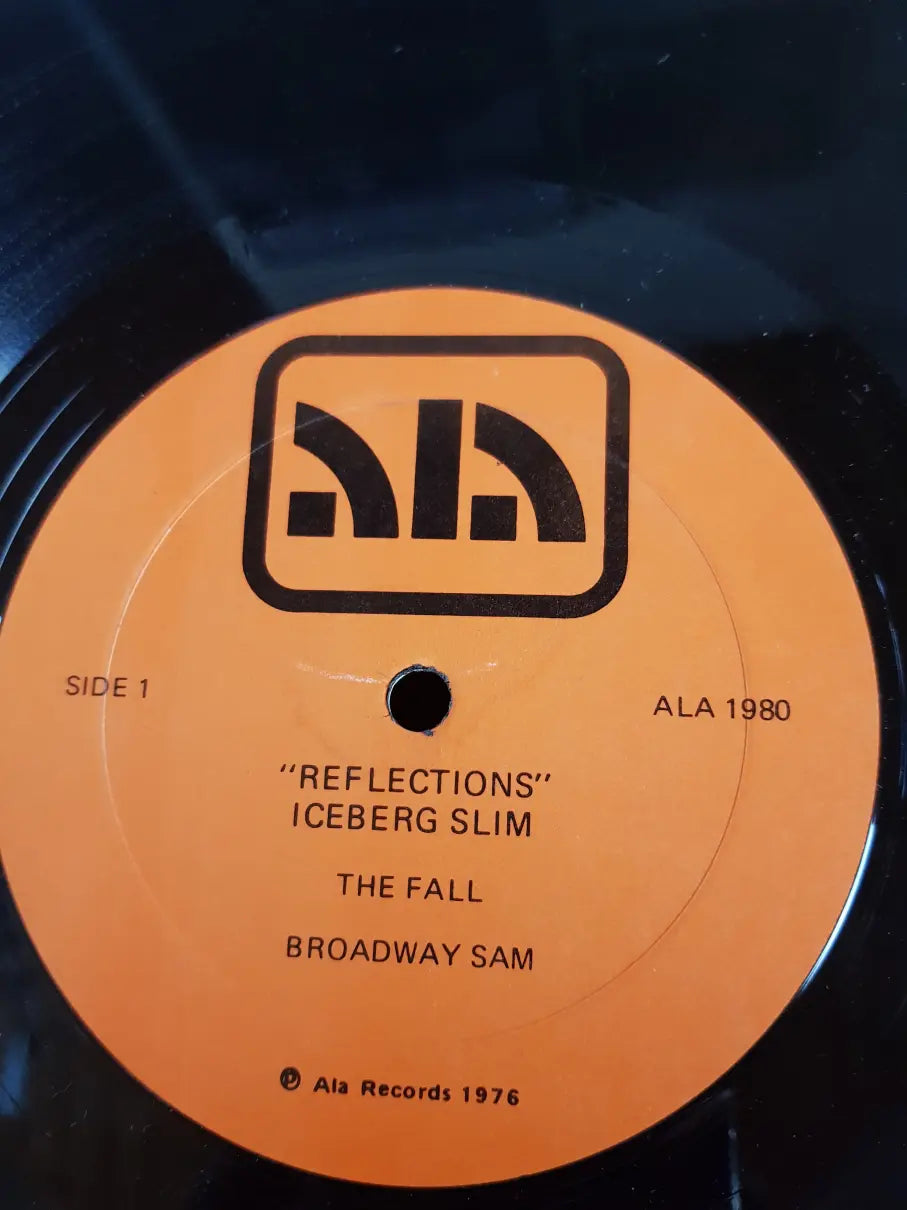 ala
SIDE 1
ALA 1980
"REFLECTIONS"
ICEBERG SLIM
THE FALL
BROADWAY SAM
℗ Ala Records 1976